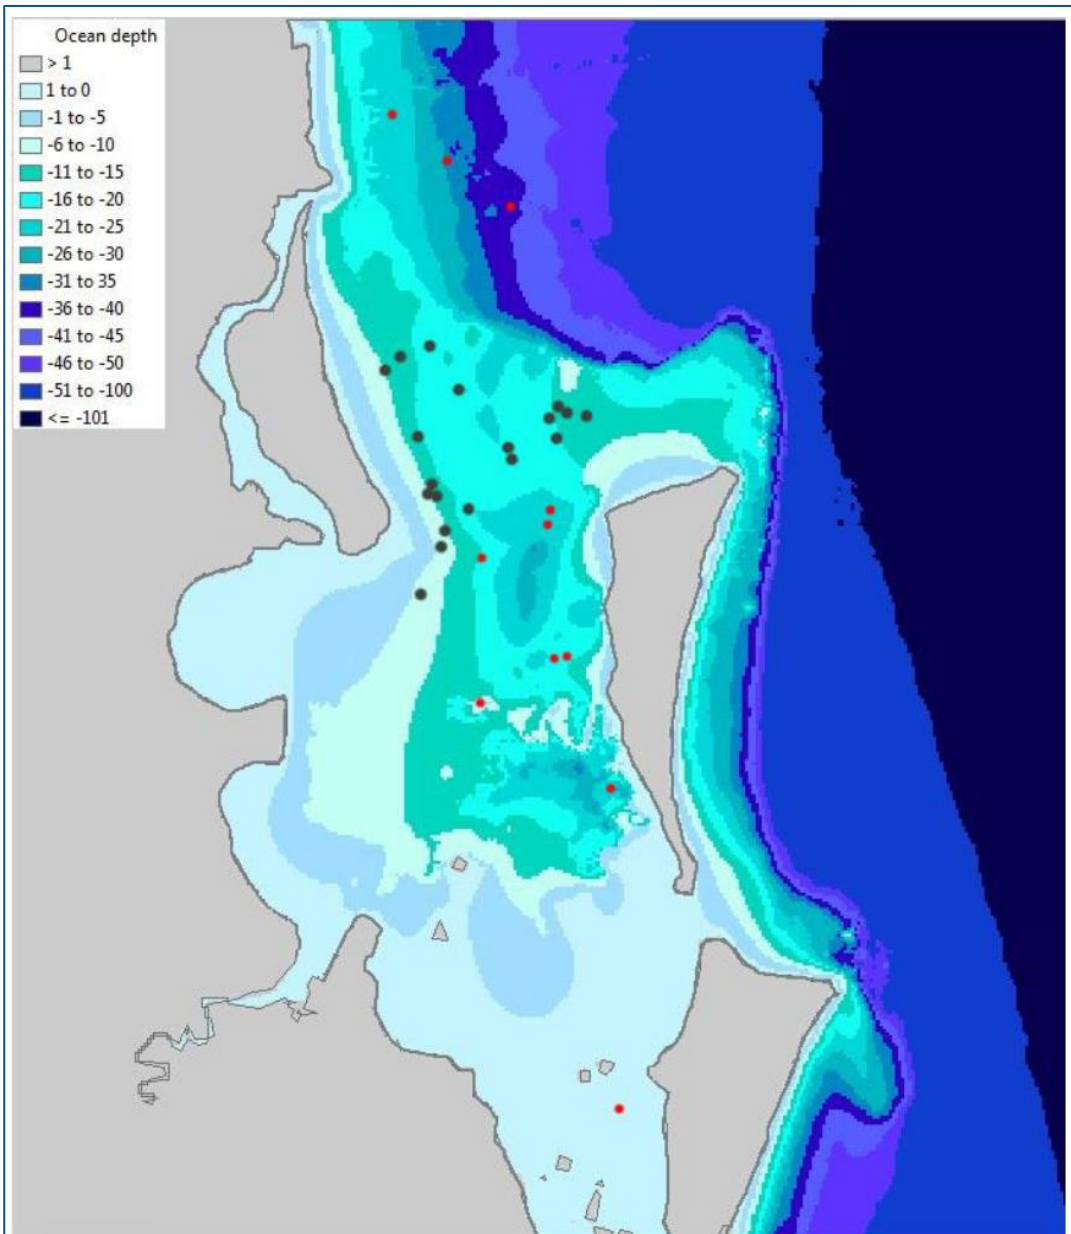 Ocean depth
> 1
1 to 0
-1 to -5
-6 to -10
-11 to -15
-16 to -20
-21 to -25
-26 to -30
-31 to 35
-36 to -40
-41 to -45
-46 to -50
-51 to -100
<= -101